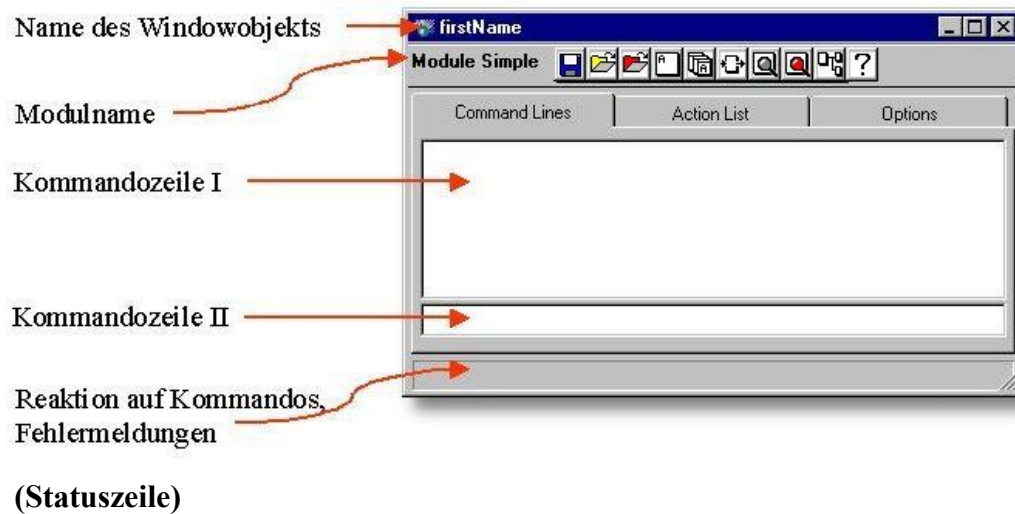 Name des Windowobjekts
firstName
Module Simple
Modulname
Command Lines
Action List
Options
Kommandozeile I
Kommandozeile II
Reaktion auf Kommandos,
Fehlermeldungen
(Statuszeile)